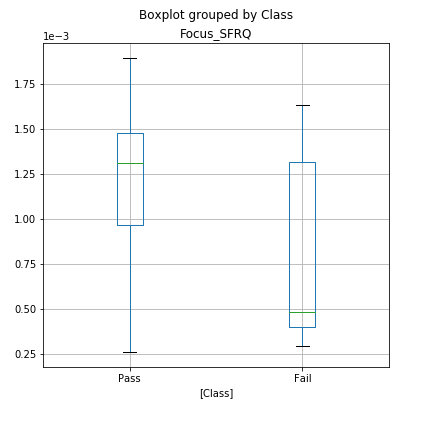 Boxplot grouped by Class
Focus_SFRQ
1e−3
1.75
1.50
1.25
1.00
0.75
0.50
0.25
Pass
Fail
[Class]